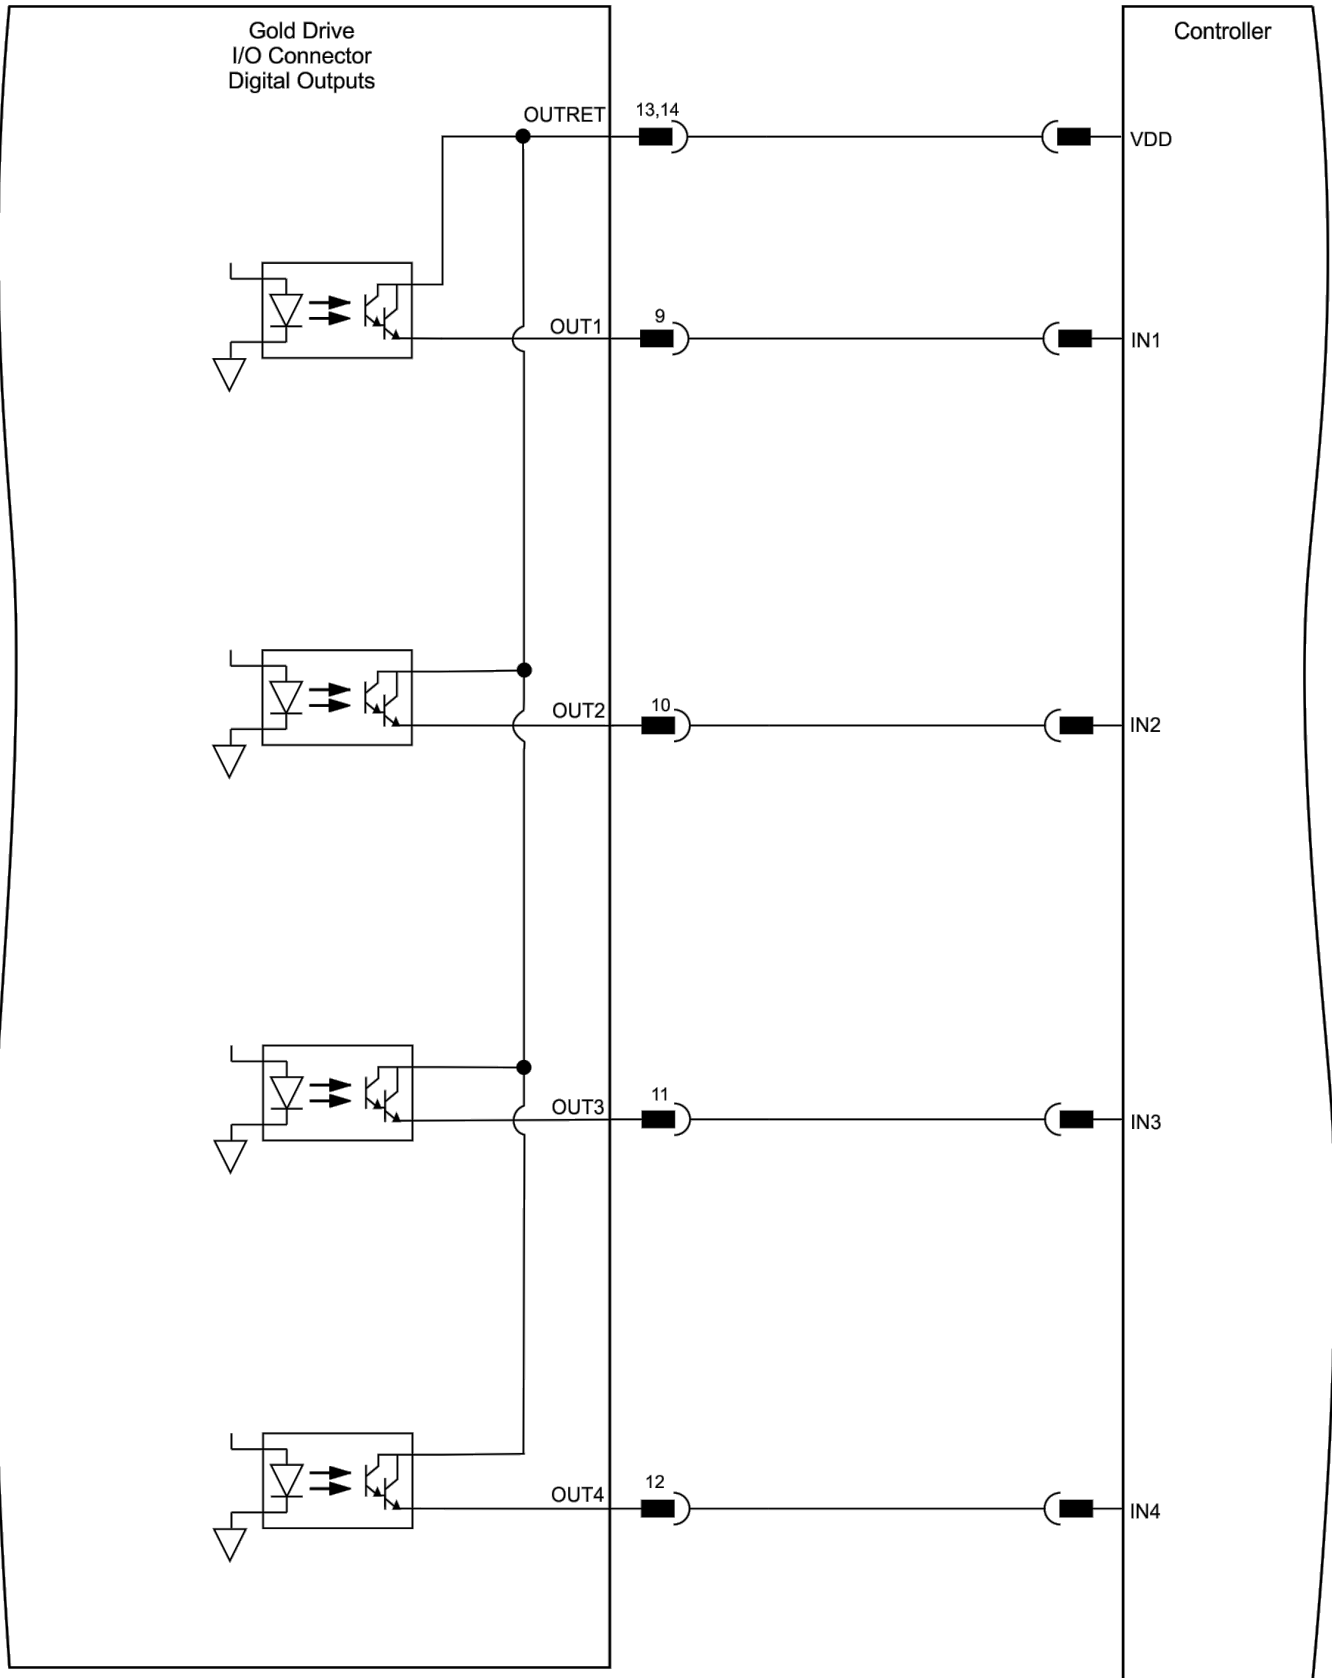 Gold Drive
I/O Connector
Digital Outputs
Controller
OUTRET
13,14
VDD
OUT1
9
IN1
OUT2
10
IN2
OUT3
11
IN3
OUT4
12
IN4